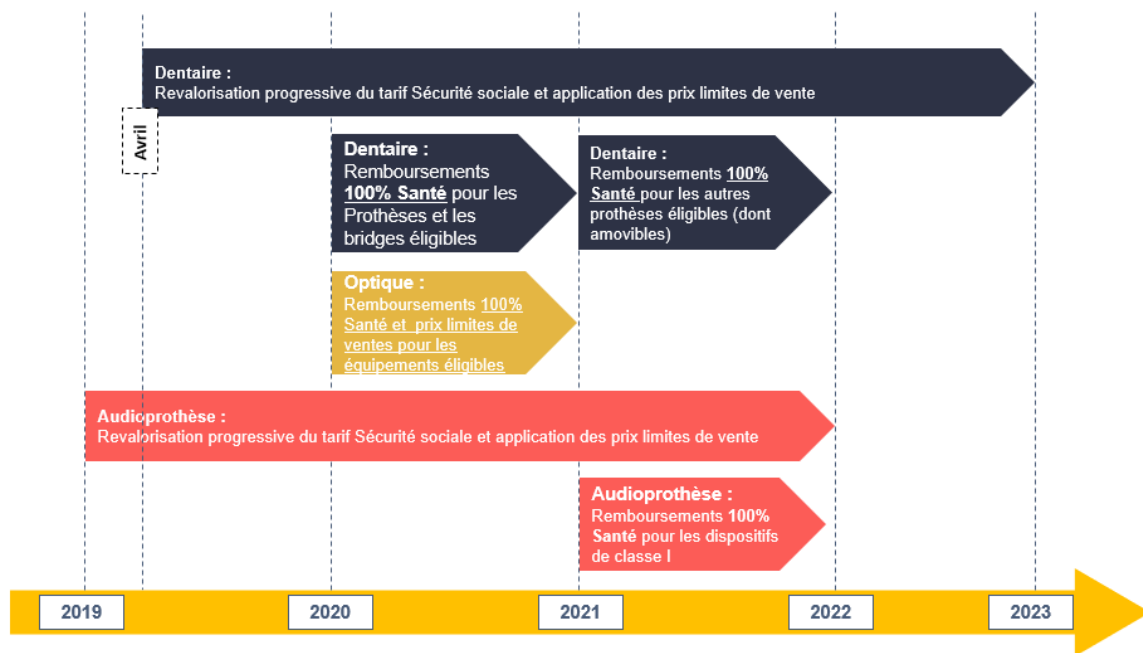 Dentaire :
Revalorisation progressive du tarif Sécurité sociale et application des prix limites de vente
Avril
Dentaire :
Remboursements
100% Santé pour les
Prothèses et les
bridges éligibles
Dentaire :
Remboursements 100%
Santé pour les autres
prothèses éligibles (dont
amovibles)
Optique :
Remboursements 100%
Santé et prix limites de
ventes pour les
équipements éligibles
Audioprothèse :
Revalorisation progressive du tarif Sécurité sociale et application des prix limites de vente
Audioprothèse :
Remboursements 100%
Santé pour les dispositifs
de classe I
2019
2020
2021
2022
2023